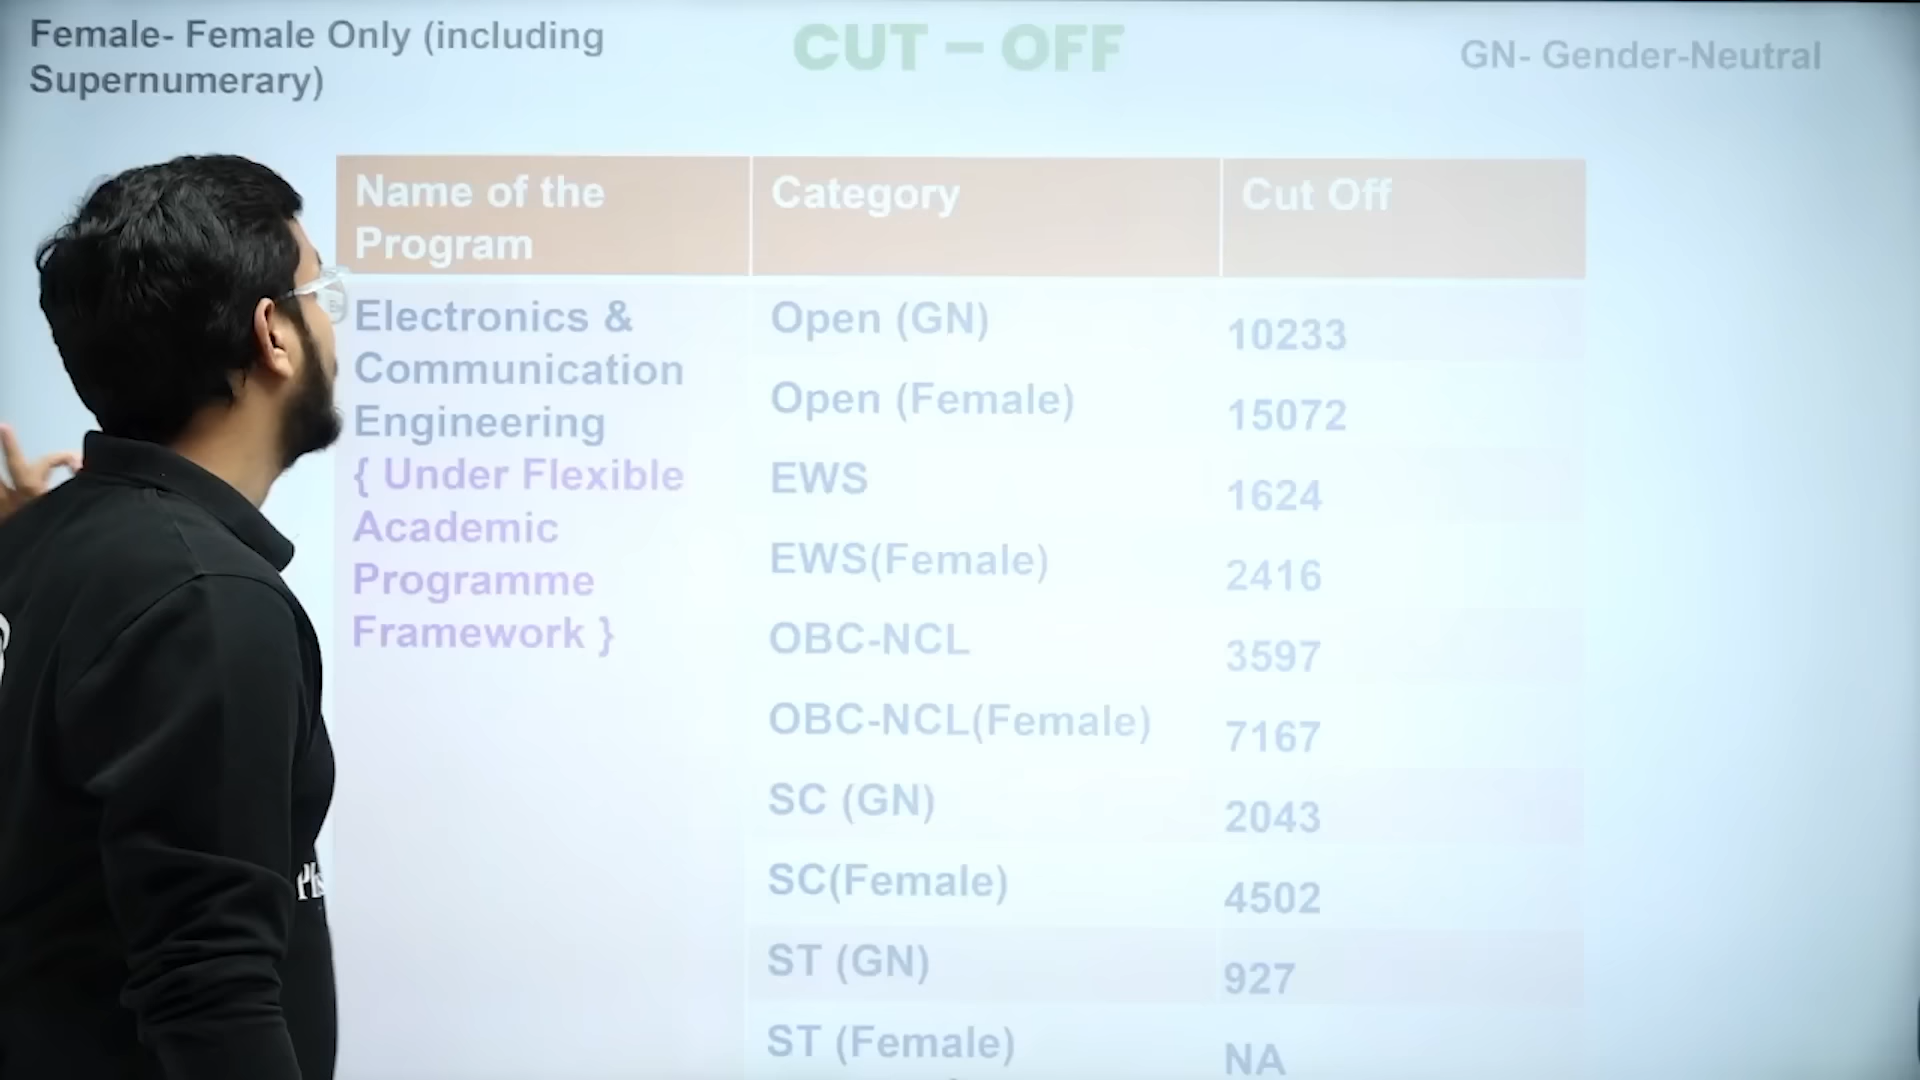 Female- Female Only (including
Supernumerary)
CUT – OFF
GN- Gender-Neutral
Name of the
Program
Category
Cut Off
Electronics &
Communication
Engineering
{ Under Flexible
Academic
Programme
Framework }
Open (GN)
10233
Open (Female)
15072
EWS
1624
EWS(Female)
2416
OBC-NCL
3597
OBC-NCL(Female)
7167
SC (GN)
2043
SC(Female)
4502
ST (GN)
927
ST (Female)
NA